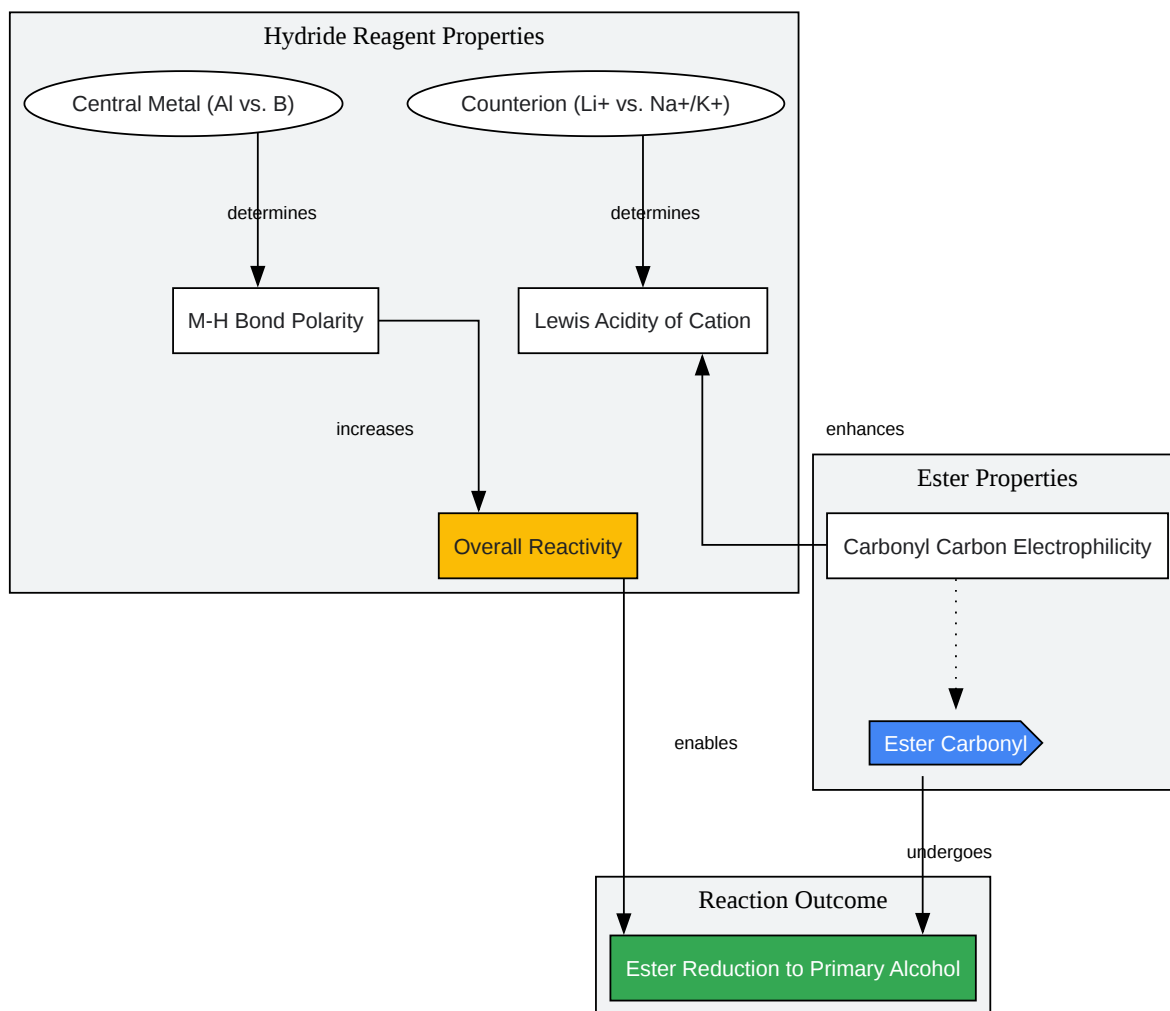 Hydride Reagent Properties
Central Metal (Al vs. B)
Counterion (Li+ vs. Na+/K+)
determines
determines
M-H Bond Polarity
Lewis Acidity of Cation
increases
enhances
Ester Properties
Overall Reactivity
Carbonyl Carbon Electrophilicity
enables
Ester Carbonyl
undergoes
Reaction Outcome
Ester Reduction to Primary Alcohol